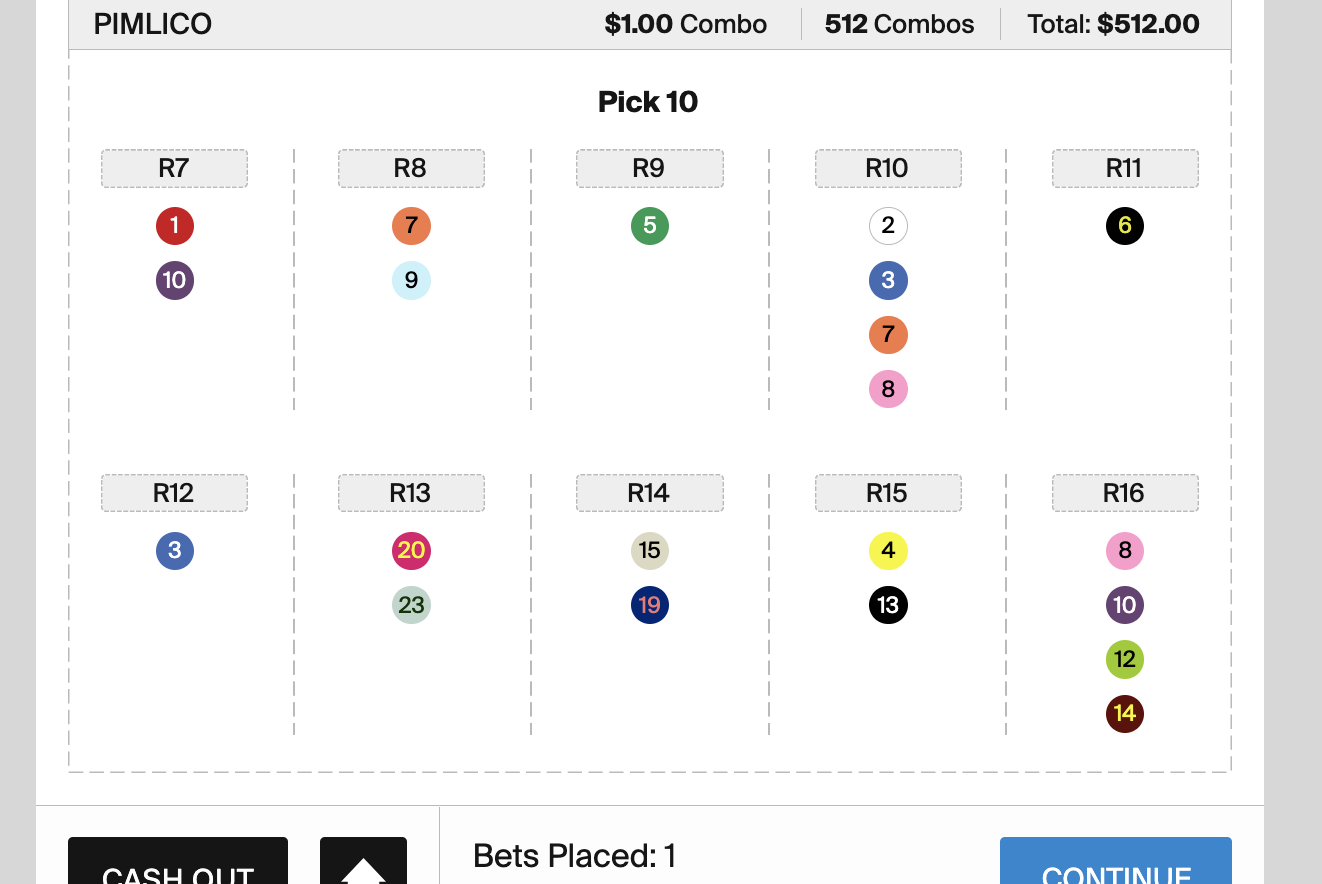 PIMLICO $1.00 Combo 512 Combos Total: $512.00
Pick 10
R7 R8 R9 R10 R11
1 7 5 2 6
10 9 3
7
8
R12 R13 R14 R15 R16
3 20 15 4 8
23 19 13 10
12
14
Bets Placed: 1
CASH OUT CONTINUE